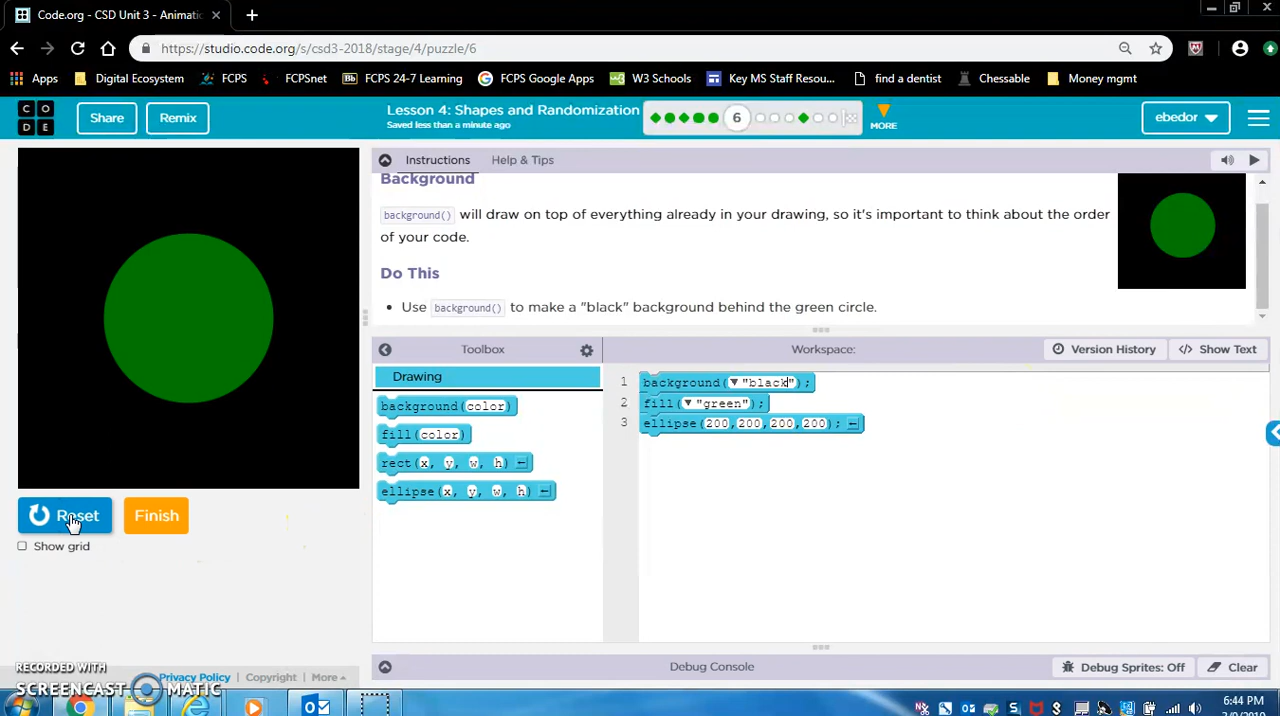 Code.org - CSD Unit 3 - Animatic
https://studio.code.org/s/csd3-2018/stage/4/puzzle/6
Apps Digital Ecosystem FCPS FCPSnet Bb FCPS 24-7 Learning FCPS Google Apps W3 Schools Key MS Staff Resou... find a dentist Chessable Money mgmt
C O D E Share Remix Lesson 4: Shapes and Randomization 6 MORE ebedor
Saved less than a minute ago
Instructions Help & Tips
Background
background() will draw on top of everything already in your drawing, so it's important to think about the order
of your code.
Do This
• Use background() to make a "black" background behind the green circle.
Toolbox Workspace: Version History </> Show Text
Drawing
background(color)
fill(color)
rect(x, y, w, h)
ellipse(x, y, w, h)
1 background("black");
2 fill("green");
3 ellipse(200,200,200,200);
Reset Finish
Show grid
Debug Console Debug Sprites: Off Clear
Privacy Policy | Copyright | More
RECORDED WITH
SCREENCAST MATIC
6:44 PM